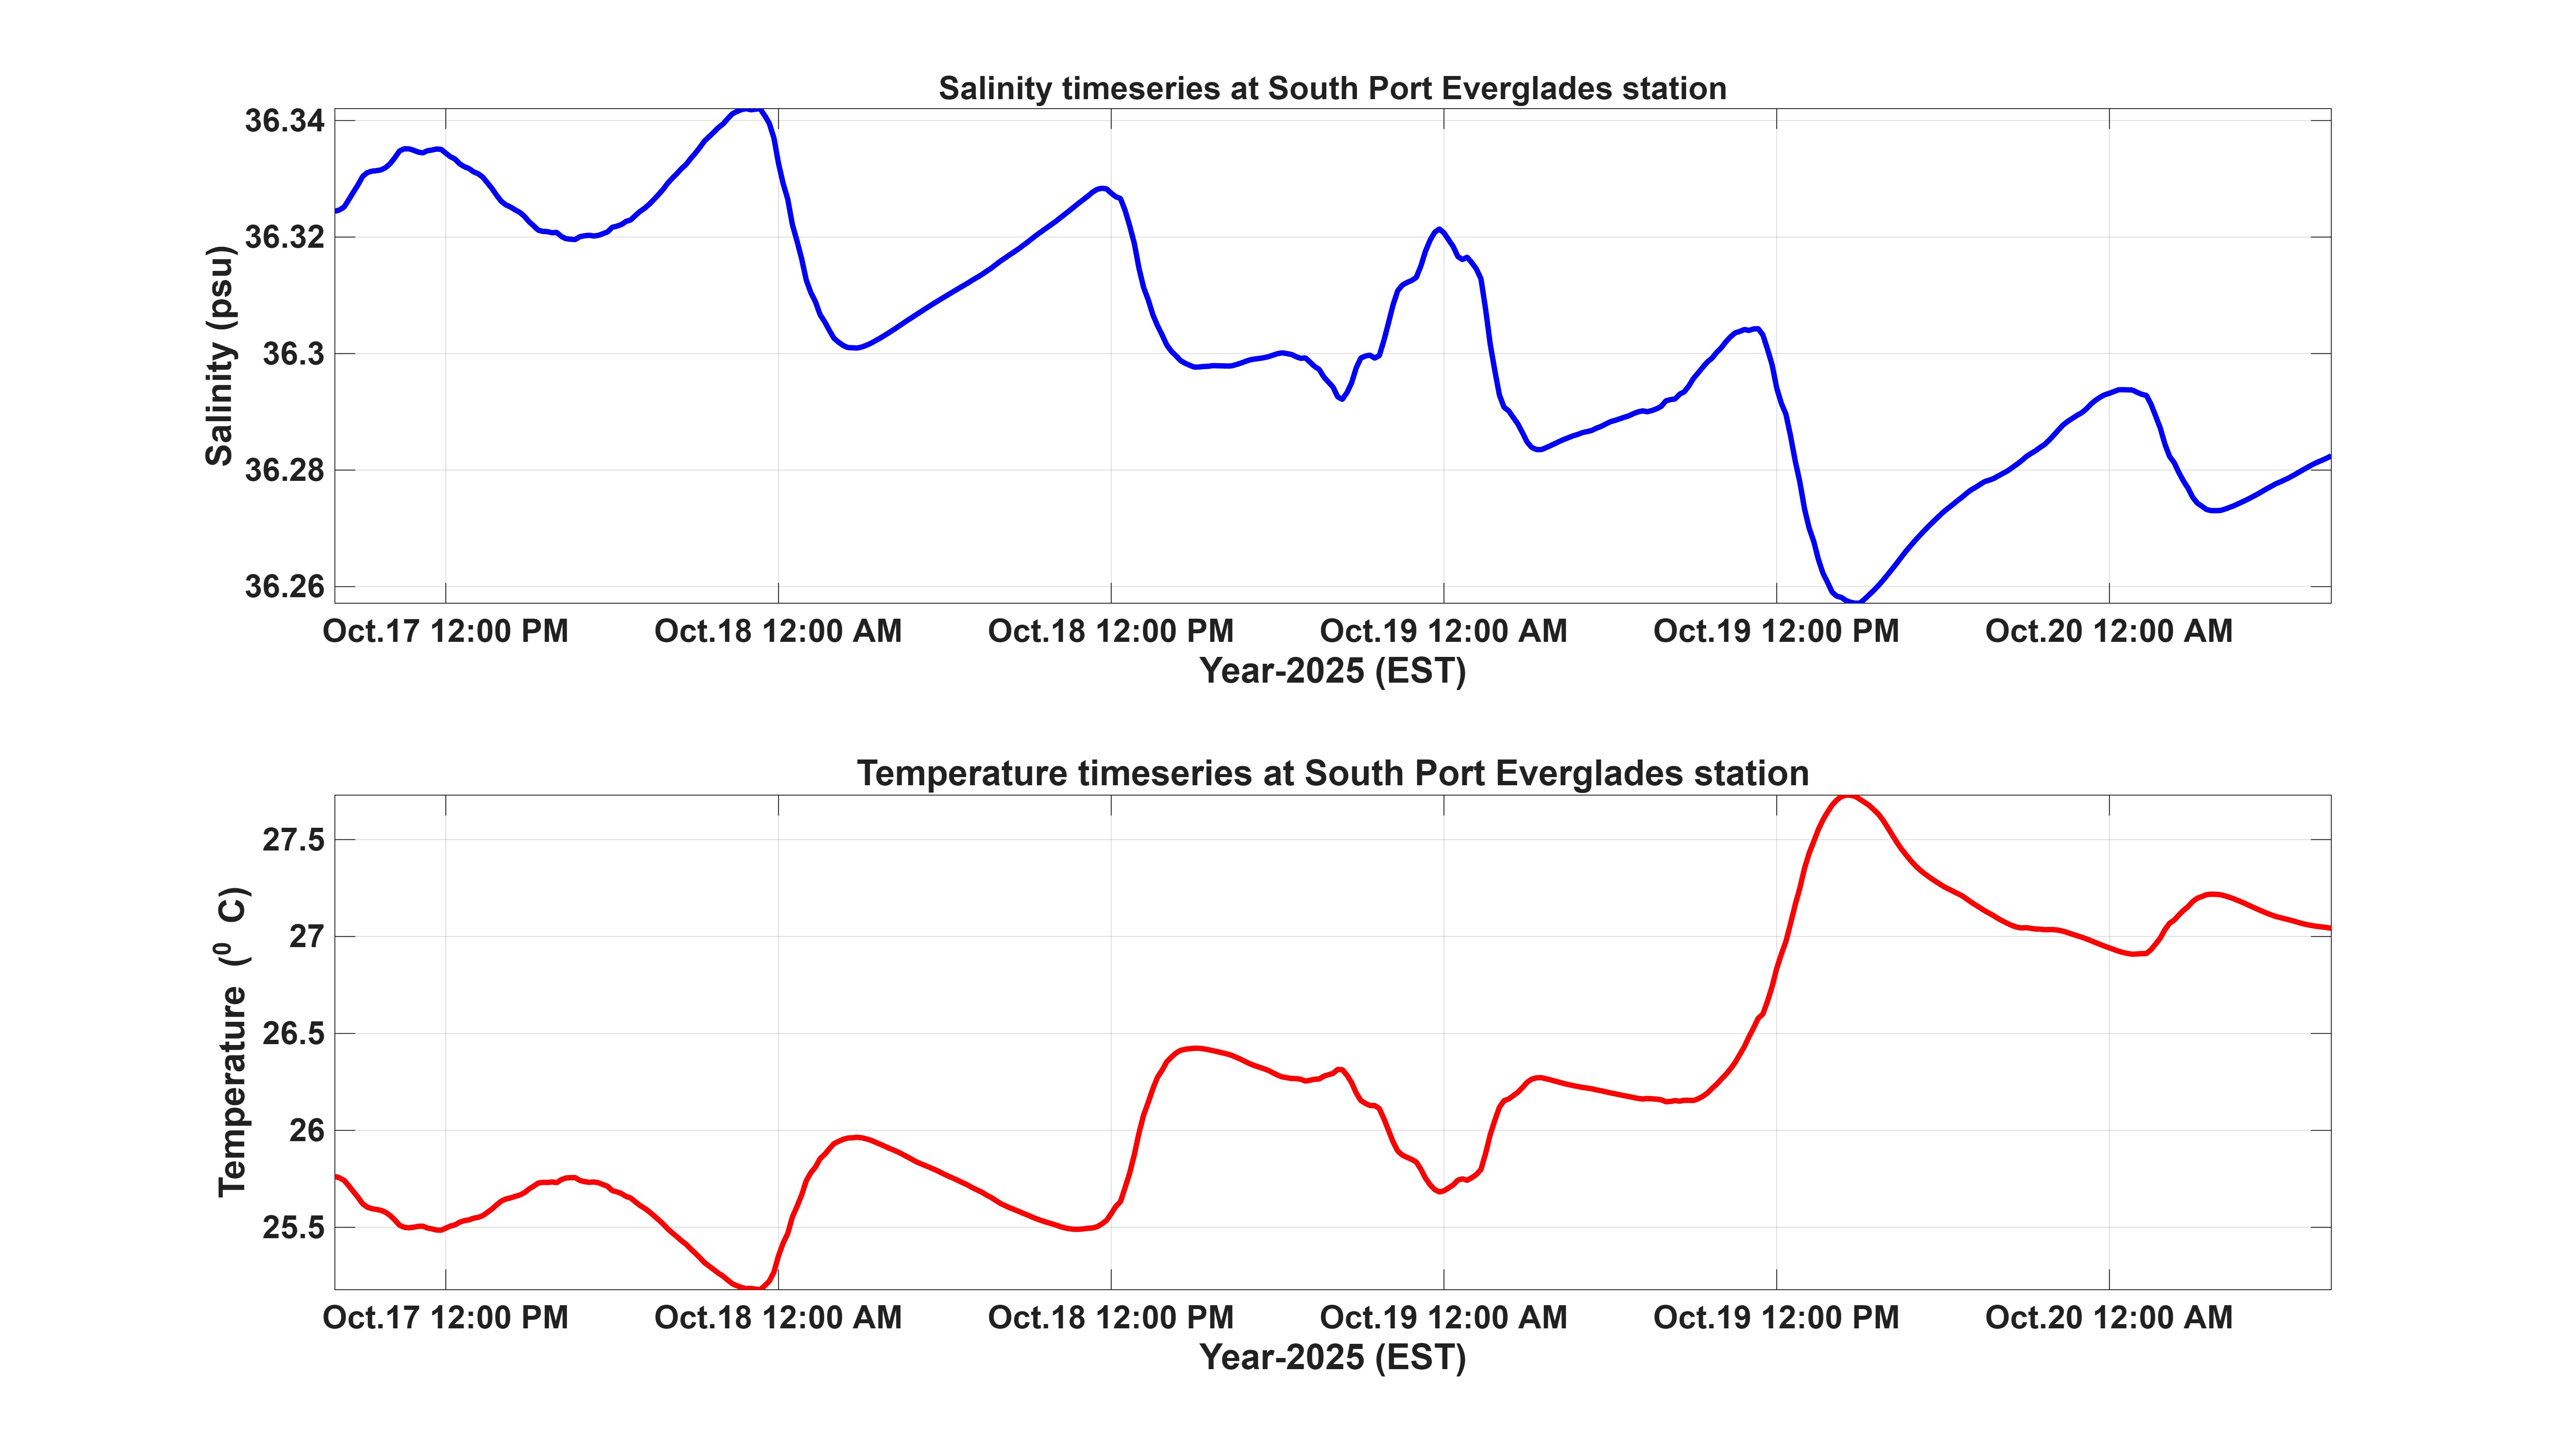 Salinity timeseries at South Port Everglades station
Salinity (psu)
36.34
36.32
36.3
36.28
36.26
Oct.17 12:00 PM Oct.18 12:00 AM Oct.18 12:00 PM Oct.19 12:00 AM Oct.19 12:00 PM Oct.20 12:00 AM
Year-2025 (EST)
Temperature timeseries at South Port Everglades station
Temperature (⁰ C)
27.5
27
26.5
26
25.5
Oct.17 12:00 PM Oct.18 12:00 AM Oct.18 12:00 PM Oct.19 12:00 AM Oct.19 12:00 PM Oct.20 12:00 AM
Year-2025 (EST)